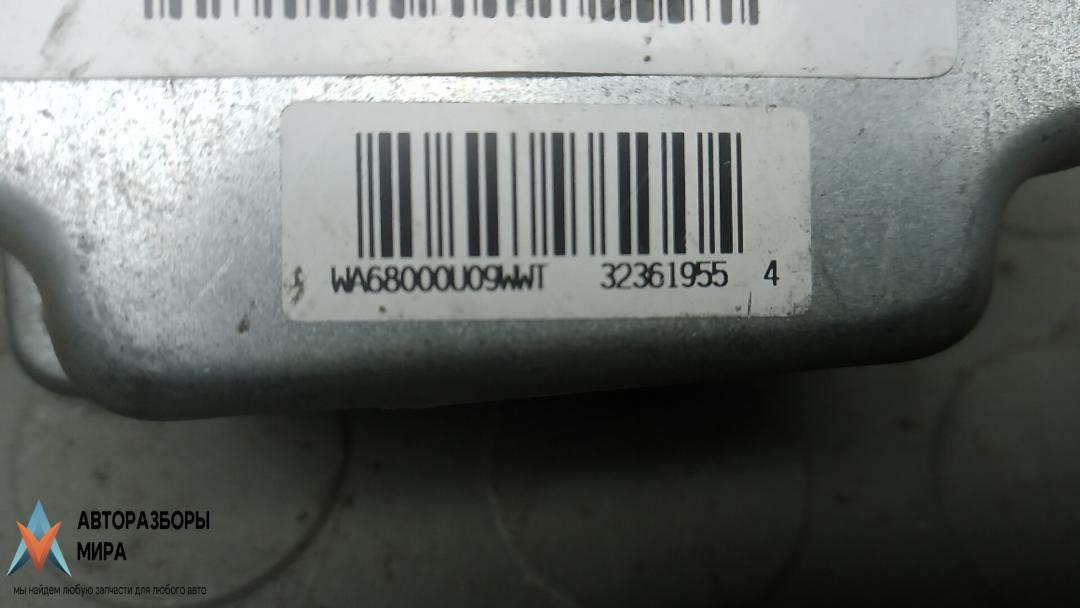 WA68000U09WWT 32361955 4
АВТОРАЗБОРЫ
МИРА
мы найдем любую запчасти для любого авто